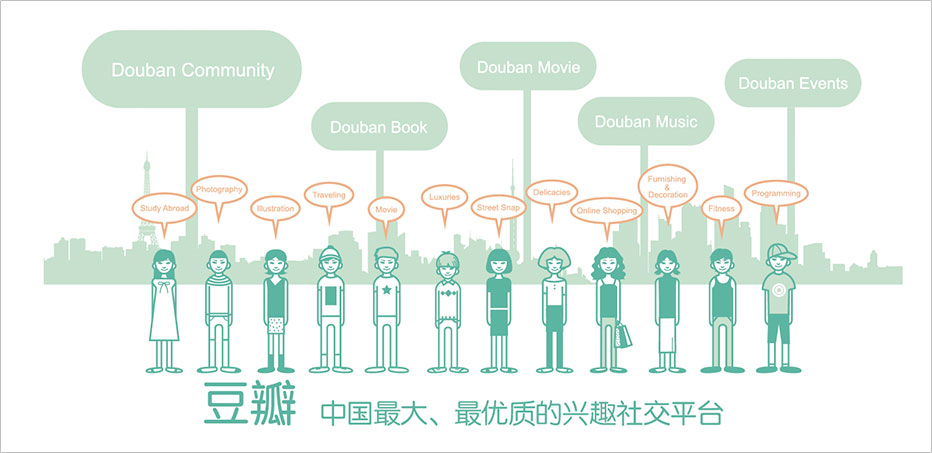 Douban Community
Douban Movie
Douban Events
Douban Book
Douban Music
Study Abroad
Photography
Illustration
Traveling
Movie
Luxuries
Street Snap
Delicacies
Online Shopping
Furnishing
&
Decoration
Fitness
Programming
豆瓣 中国最大、最优质的兴趣社交平台